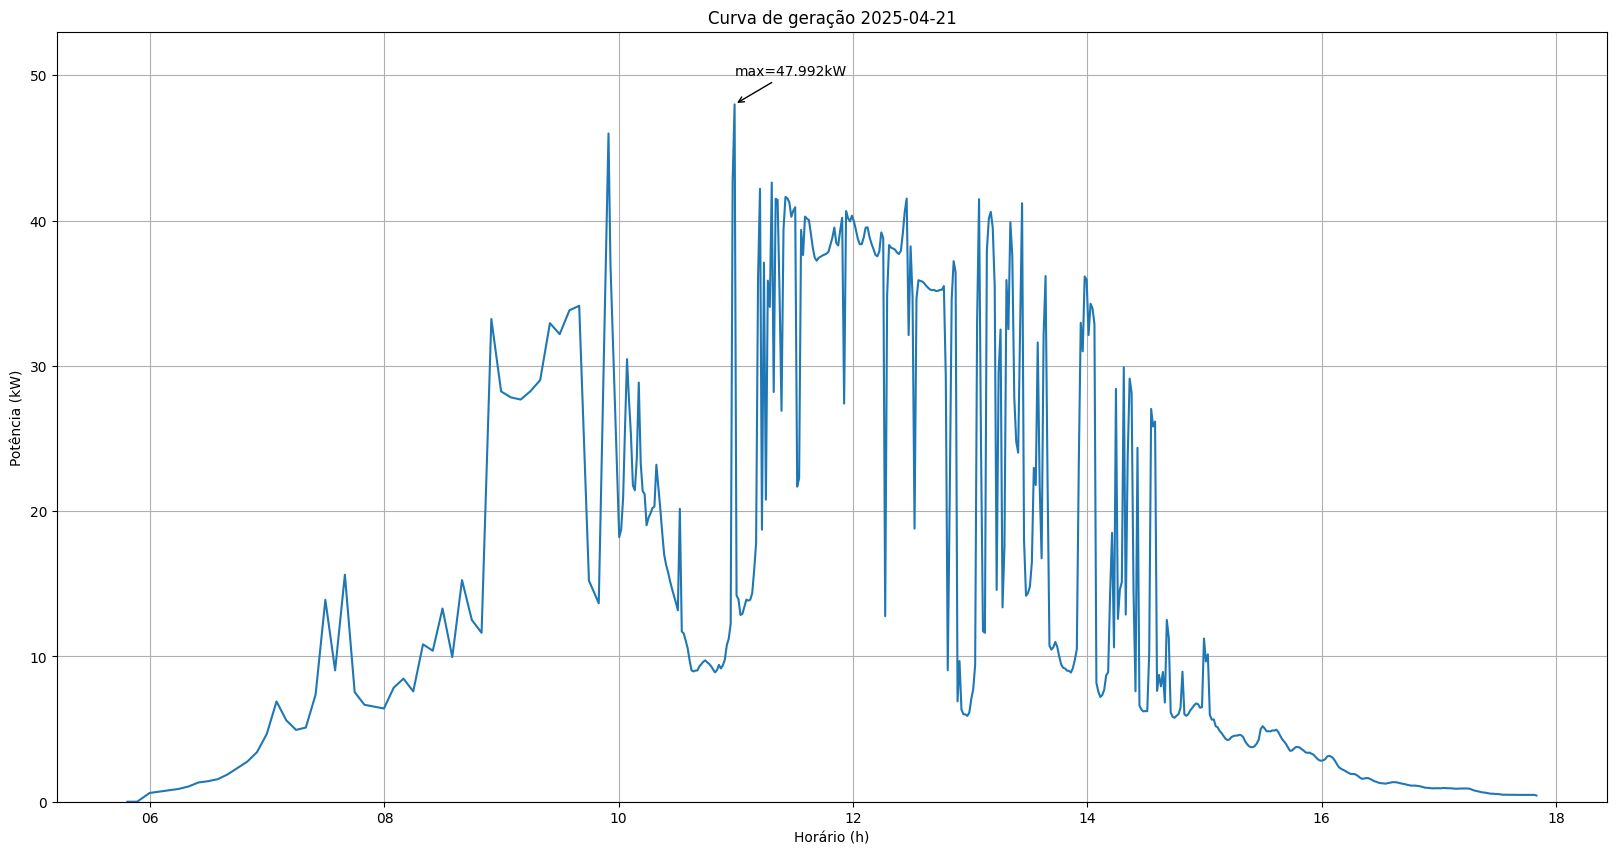 Curva de geração 2025-04-21
max=47.992kW
50
40
30
20
10
0
Potência (kW)
06 08 10 12 14 16 18
Horário (h)